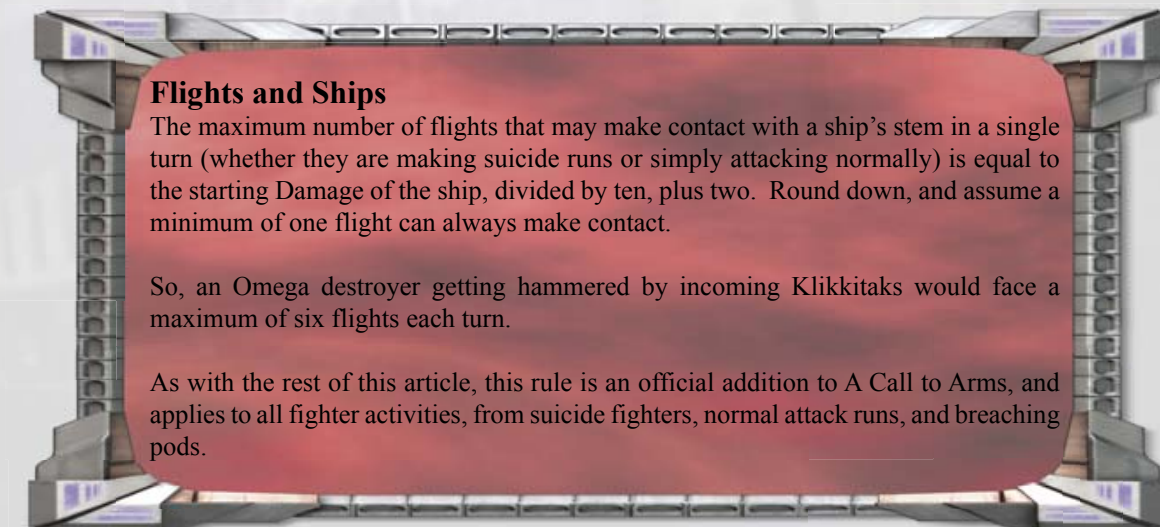 Flights and Ships
The maximum number of flights that may make contact with a ship’s stem in a single
turn (whether they are making suicide runs or simply attacking normally) is equal to
the starting Damage of the ship, divided by ten, plus two.  Round down, and assume a
minimum of one flight can always make contact.
So, an Omega destroyer getting hammered by incoming Klikkitaks would face a
maximum of six flights each turn.
As with the rest of this article, this rule is an official addition to A Call to Arms, and
applies to all fighter activities, from suicide fighters, normal attack runs, and breaching
pods.